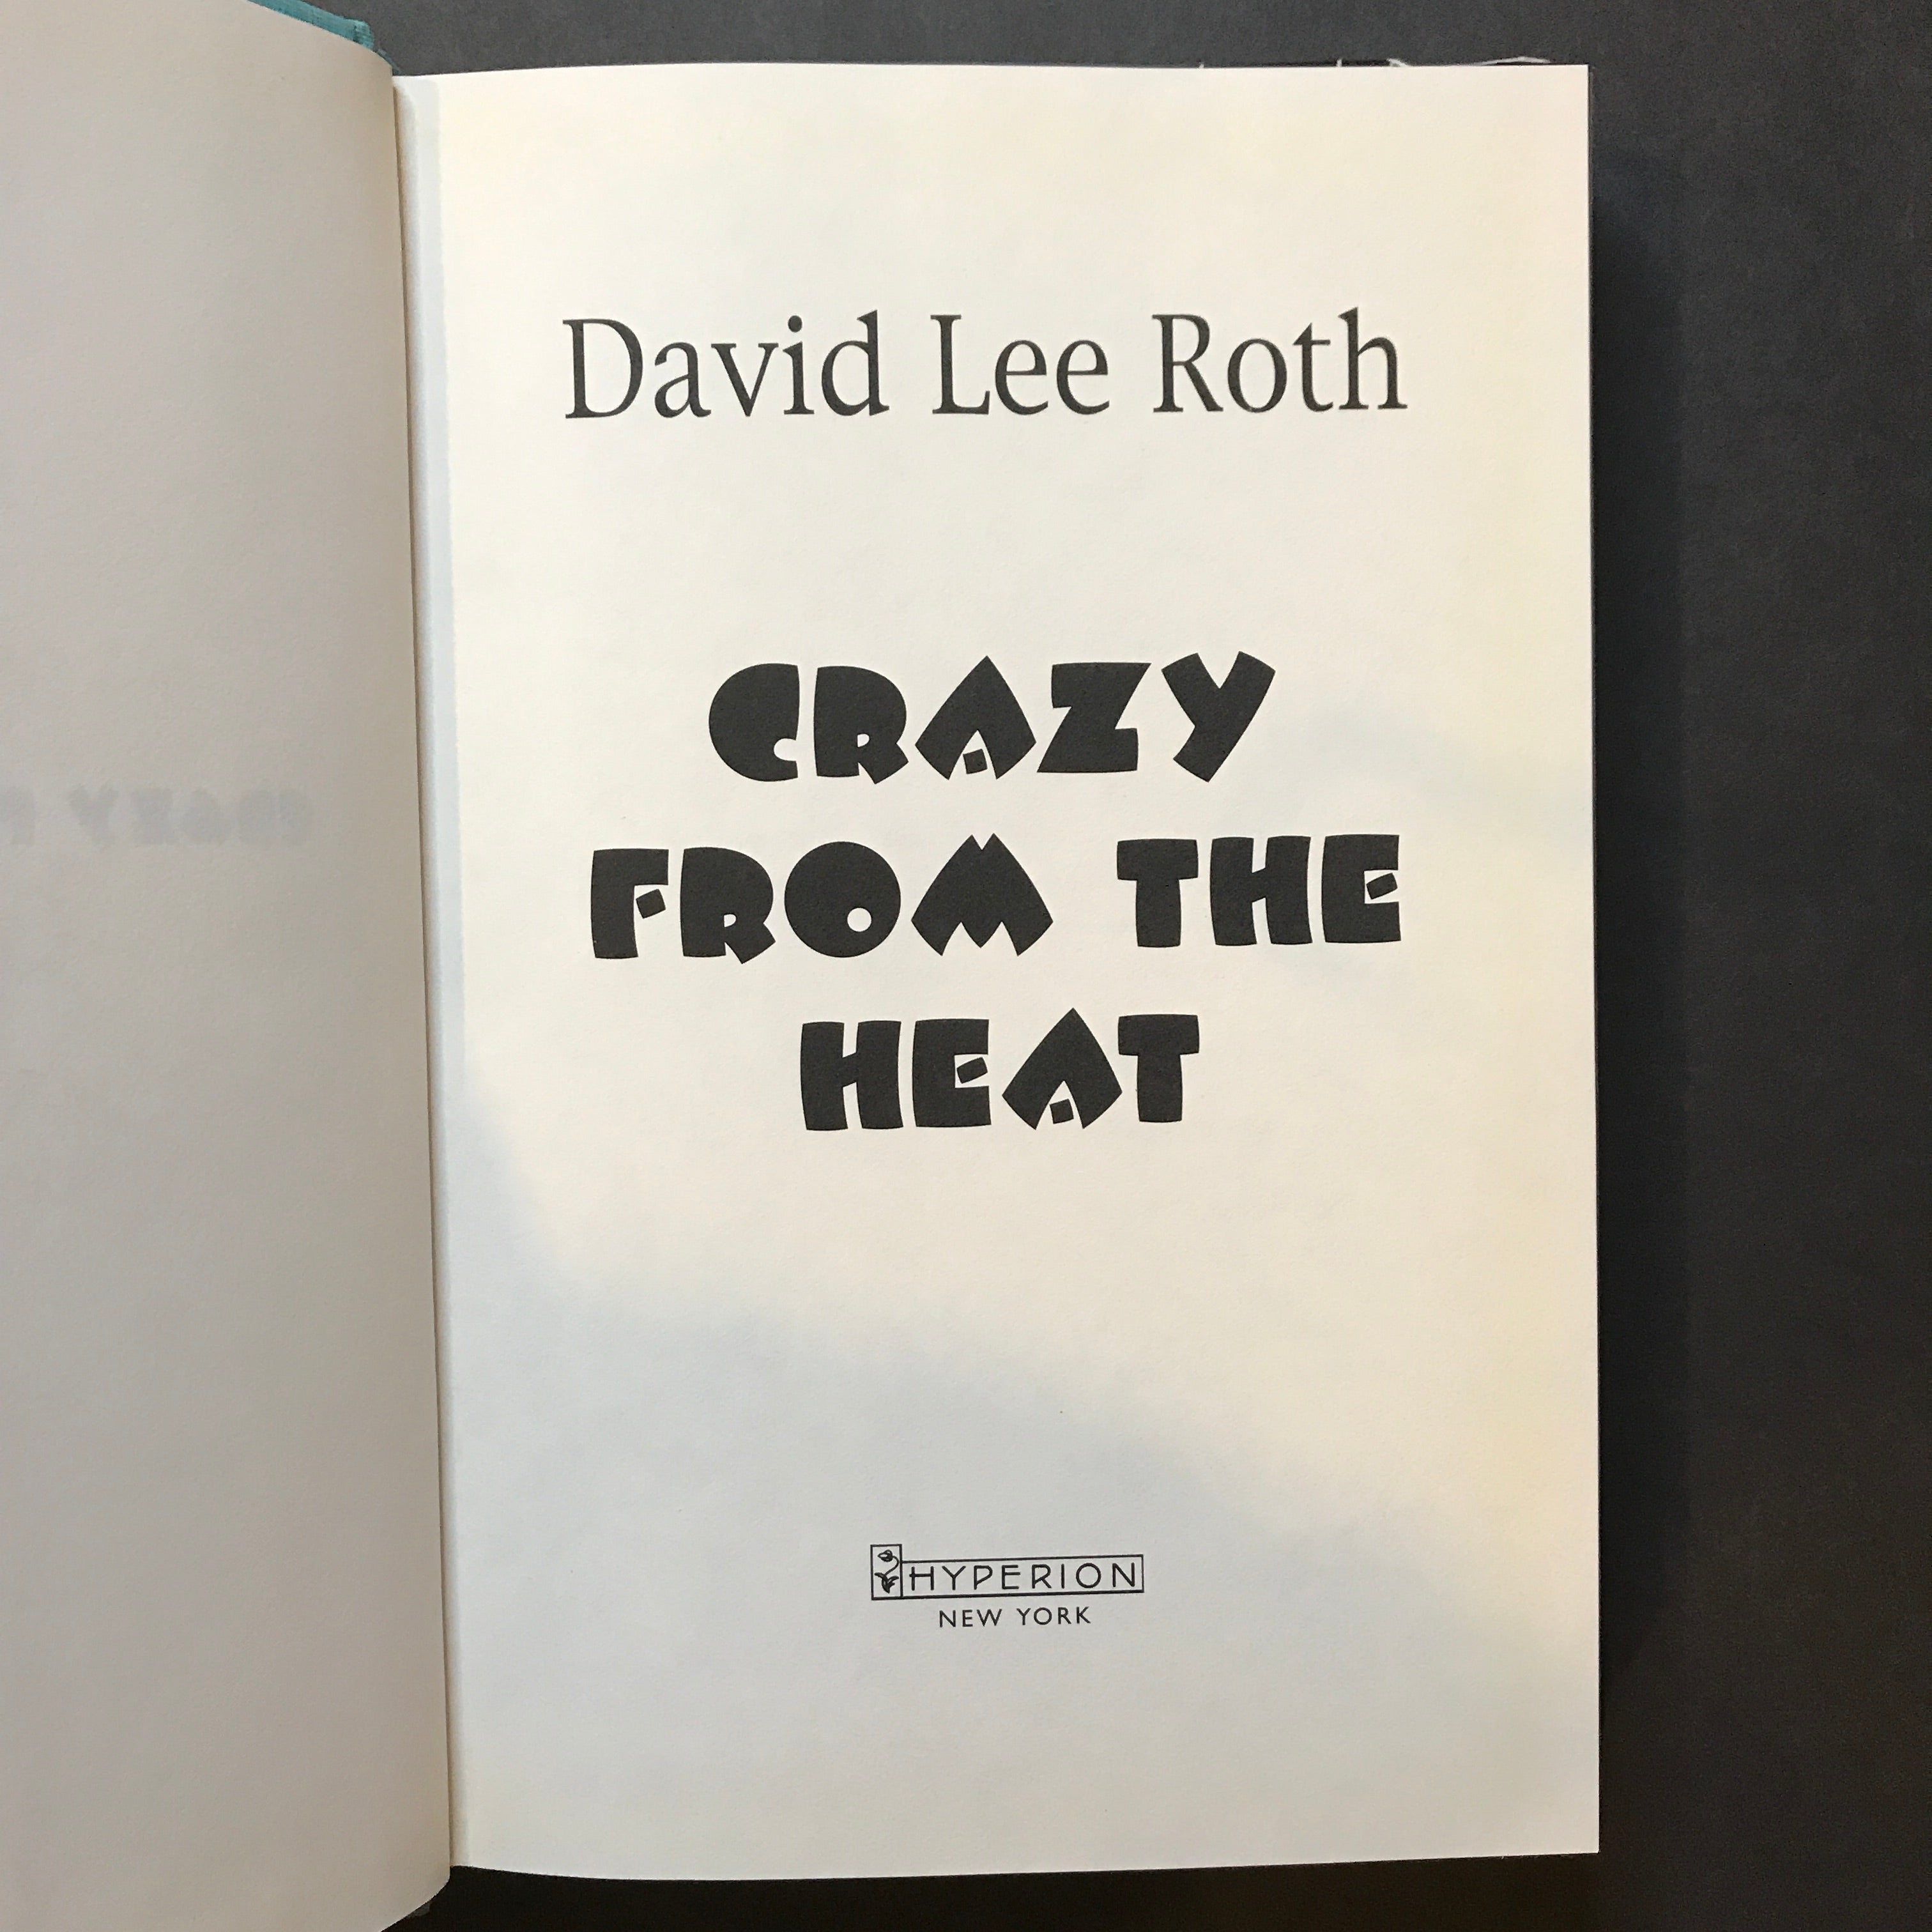 David Lee Roth
CRAZY
FROM THE
HEAT
HYPERION
NEW YORK